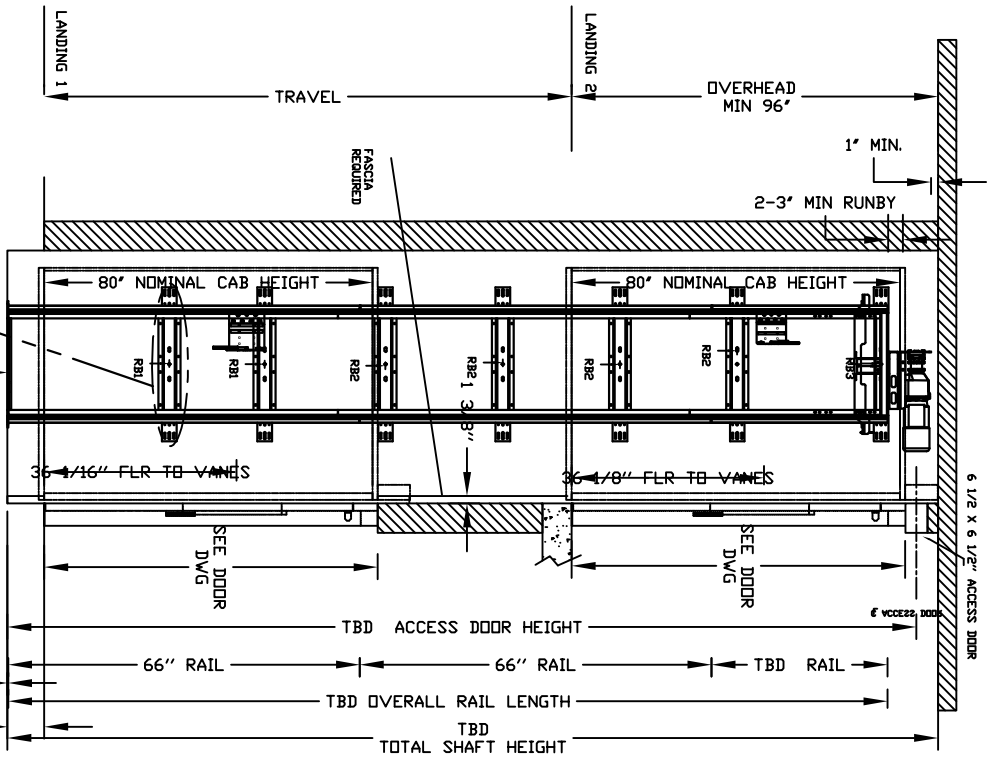 LANDING 1
TRAVEL
LANDING 2
OVERHEAD
MIN 96"
1" MIN.
2-3" MIN RUNBY
FASCIA
REQUIRED
80" NOMINAL CAB HEIGHT
80" NOMINAL CAB HEIGHT
RB1
RB1
RB2
RB2
RB2
RB2
RB3
1 3/8"
36 1/16" FLR TO VANES
36 1/8" FLR TO VANES
SEE DOOR
DWG
SEE DOOR
DWG
6 1/2 X 6 1/2" ACCESS DOOR
ACCESS DOOR
TBD ACCESS DOOR HEIGHT
66" RAIL
66" RAIL
TBD RAIL
TBD OVERALL RAIL LENGTH
TBD
TOTAL SHAFT HEIGHT